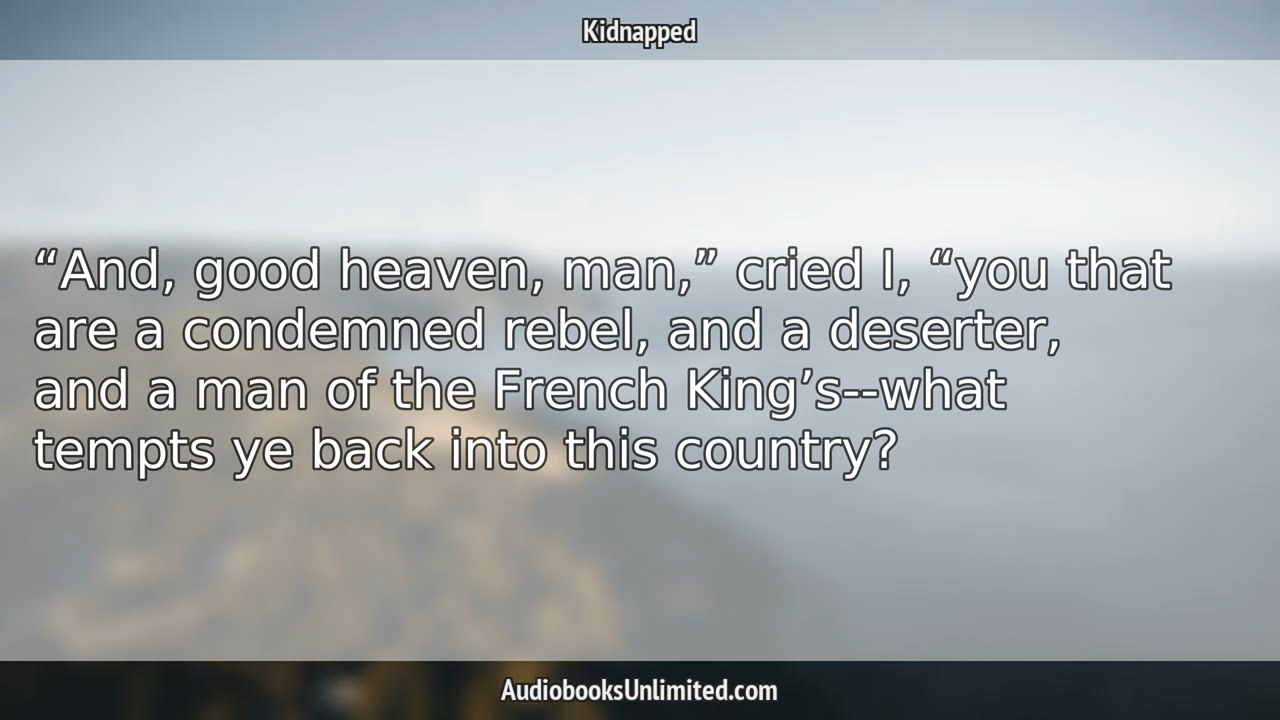 Kidnapped
“And, good heaven, man,” cried I, “you that
are a condemned rebel, and a deserter,
and a man of the French King’s--what
tempts ye back into this country?
AudiobooksUnlimited.com